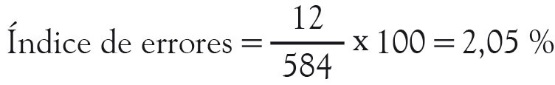 Índice de errores = 12/584 x 100 = 2,05 %